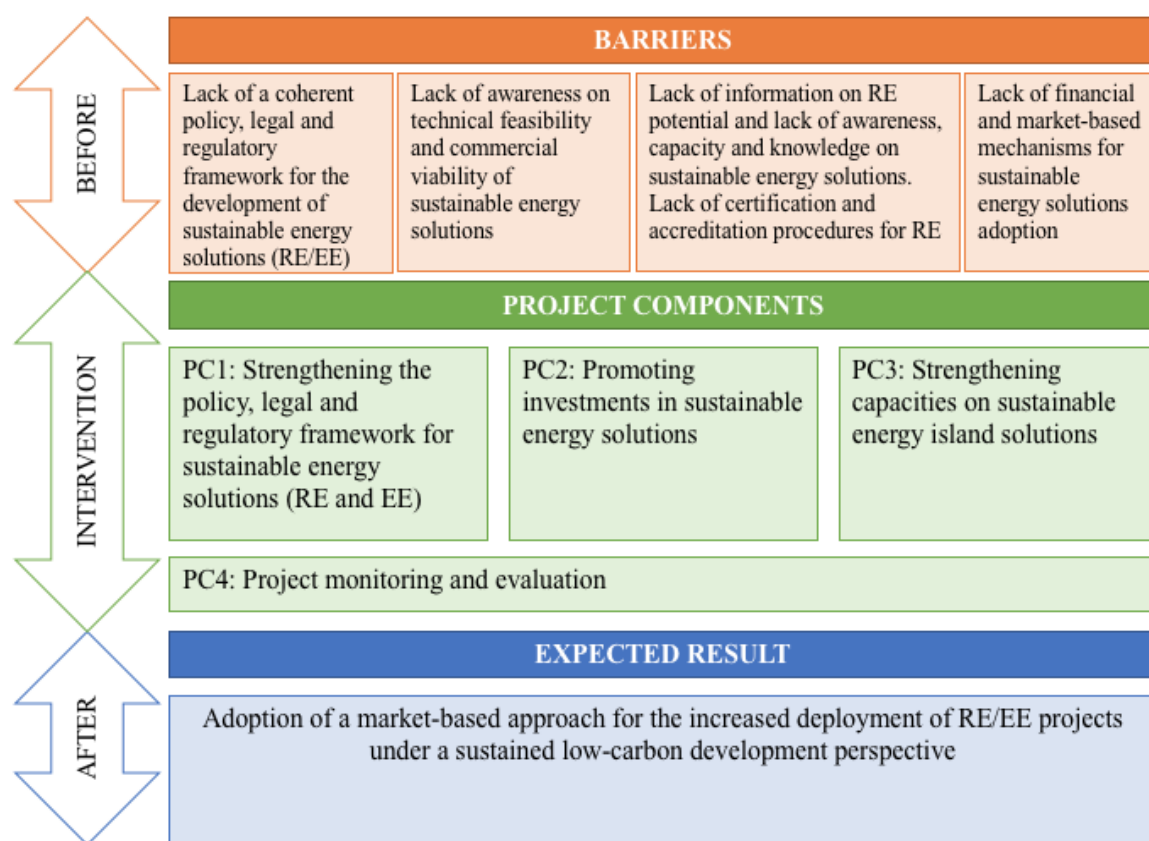 BARRIERS
BEFORE
Lack of a coherent
policy, legal and
regulatory
framework for the
development of
sustainable energy
solutions (RE/EE)
Lack of awareness on
technical feasibility
and commercial
viability of
sustainable energy
solutions
Lack of information on RE
potential and lack of awareness,
capacity and knowledge on
sustainable energy solutions.
Lack of certification and
accreditation procedures for RE
Lack of financial
and market-based
mechanisms for
sustainable
energy solutions
adoption
PROJECT COMPONENTS
INTERVENTION
PC1: Strengthening the
policy, legal and
regulatory framework for
sustainable energy
solutions (RE and EE)
PC2: Promoting
investments in sustainable
energy solutions
PC3: Strengthening
capacities on sustainable
energy island solutions
PC4: Project monitoring and evaluation
EXPECTED RESULT
AFTER
Adoption of a market-based approach for the increased deployment of RE/EE projects
under a sustained low-carbon development perspective